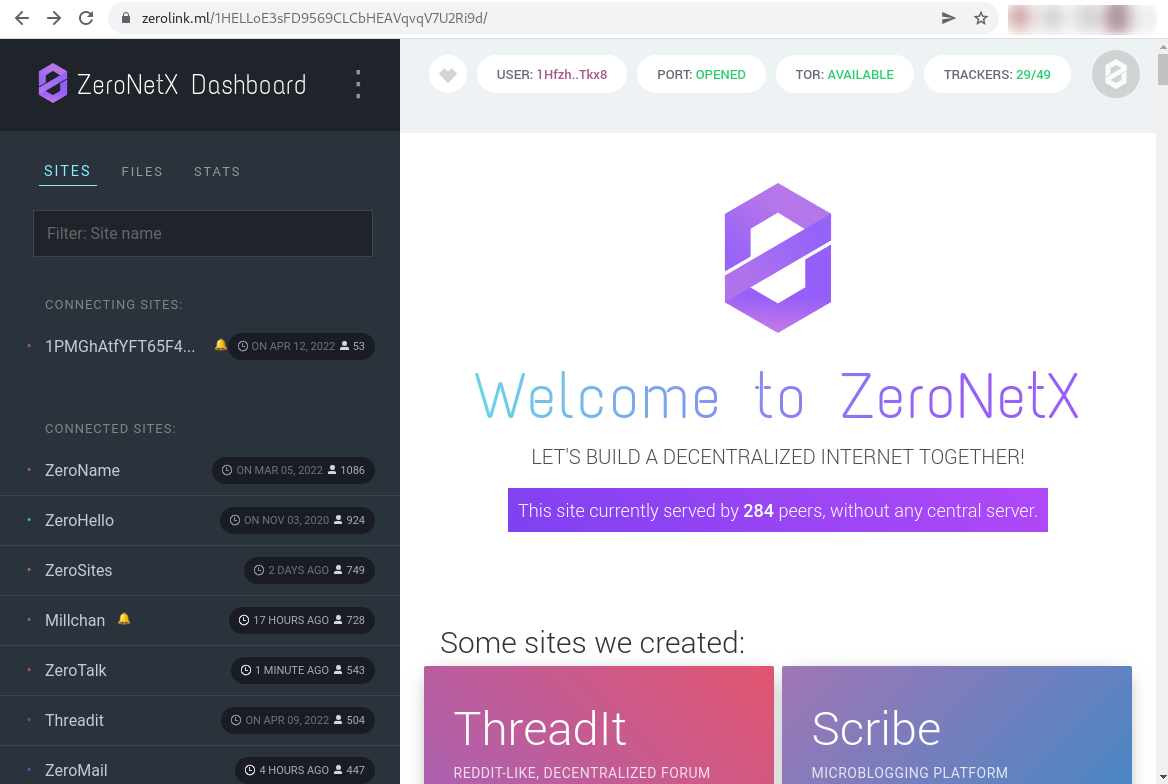 zerolink.ml/1HELLoE3sFD9569CLCbHEAVqvqV7U2Ri9d/
ZeroNetX Dashboard
USER: 1Hfzh..Tkx8
PORT: OPENED
TOR: AVAILABLE
TRACKERS: 29/49
SITES FILES STATS
Filter: Site name
CONNECTING SITES:
1PMGhAtfYFT65F4... ON APR 12, 2022 53
CONNECTED SITES:
ZeroName ON MAR 05, 2022 1086
ZeroHello ON NOV 03, 2020 924
ZeroSites 2 DAYS AGO 749
Millchan 17 HOURS AGO 728
ZeroTalk 1 MINUTE AGO 543
Threadit ON APR 09, 2022 504
ZeroMail 4 HOURS AGO 447
Welcome to ZeroNetX
LET'S BUILD A DECENTRALIZED INTERNET TOGETHER!
This site currently served by 284 peers, without any central server.
Some sites we created:
ThreadIt
REDDIT-LIKE, DECENTRALIZED FORUM
Scribe
MICROBLOGGING PLATFORM